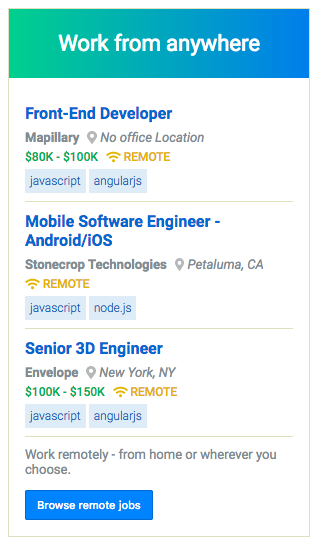 Work from anywhere
Front-End Developer
Mapillary No office Location
$80K - $100K REMOTE
javascript angularjs
Mobile Software Engineer -
Android/iOS
Stonecrop Technologies Petaluma, CA
REMOTE
javascript node.js
Senior 3D Engineer
Envelope New York, NY
$100K - $150K REMOTE
javascript angularjs
Work remotely - from home or wherever you
choose.
Browse remote jobs